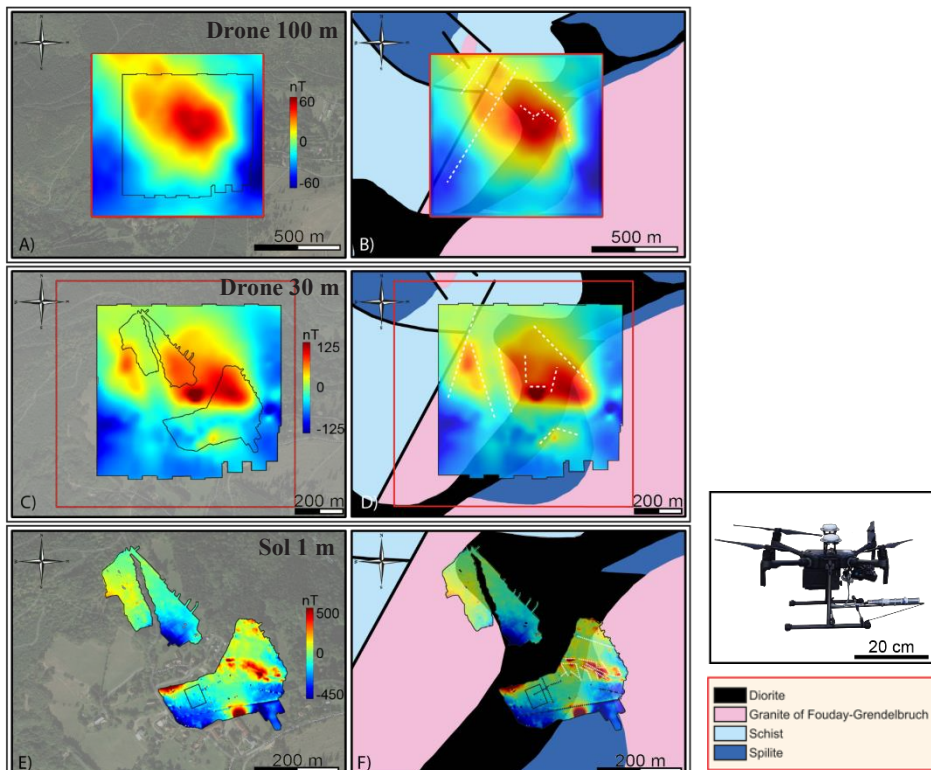 Drone 100 m
nT
60
0
-60
A)
500 m
B)
500 m
Drone 30 m
nT
125
0
-125
C)
200 m
D)
200 m
Sol 1 m
nT
500
0
-450
E)
200 m
F)
200 m
20 cm
Diorite
Granite of Fouday-Grendelbruch
Schist
Spilite